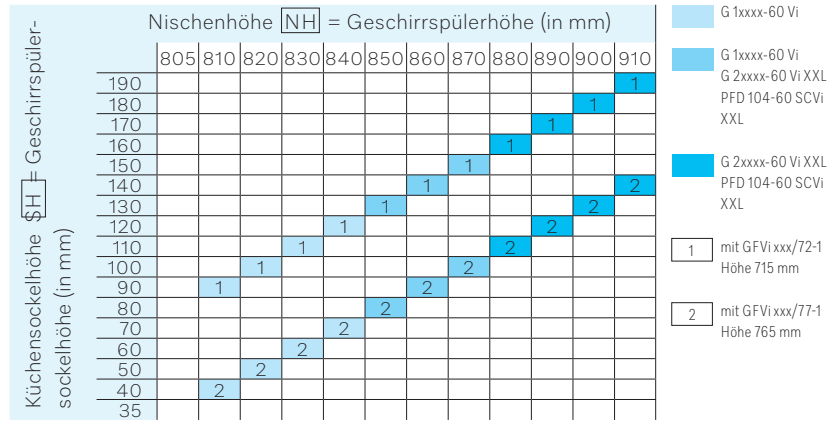 Nischenhöhe NH = Geschirrspülerhöhe (in mm)
Küchensockelhöhe SH = Geschirrspüler-
sockelhöhe (in mm)
805 810 820 830 840 850 860 870 880 890 900 910
190 1
180 1
170 1
160 1
150 1
140 1 2
130 1 2
120 1 2
110 1 2
100 1 2
90 1 2
80 2
70 2
60 2
50 2
40 2
35
G 1xxxx-60 Vi
G 1xxxx-60 Vi
G 2xxxx-60 Vi XXL
PFD 104-60 SCVi
XXL
G 2xxxx-60 Vi XXL
PFD 104-60 SCVi
XXL
1 mit GFVi xxx/72-1
Höhe 715 mm
2 mit GFVi xxx/77-1
Höhe 765 mm